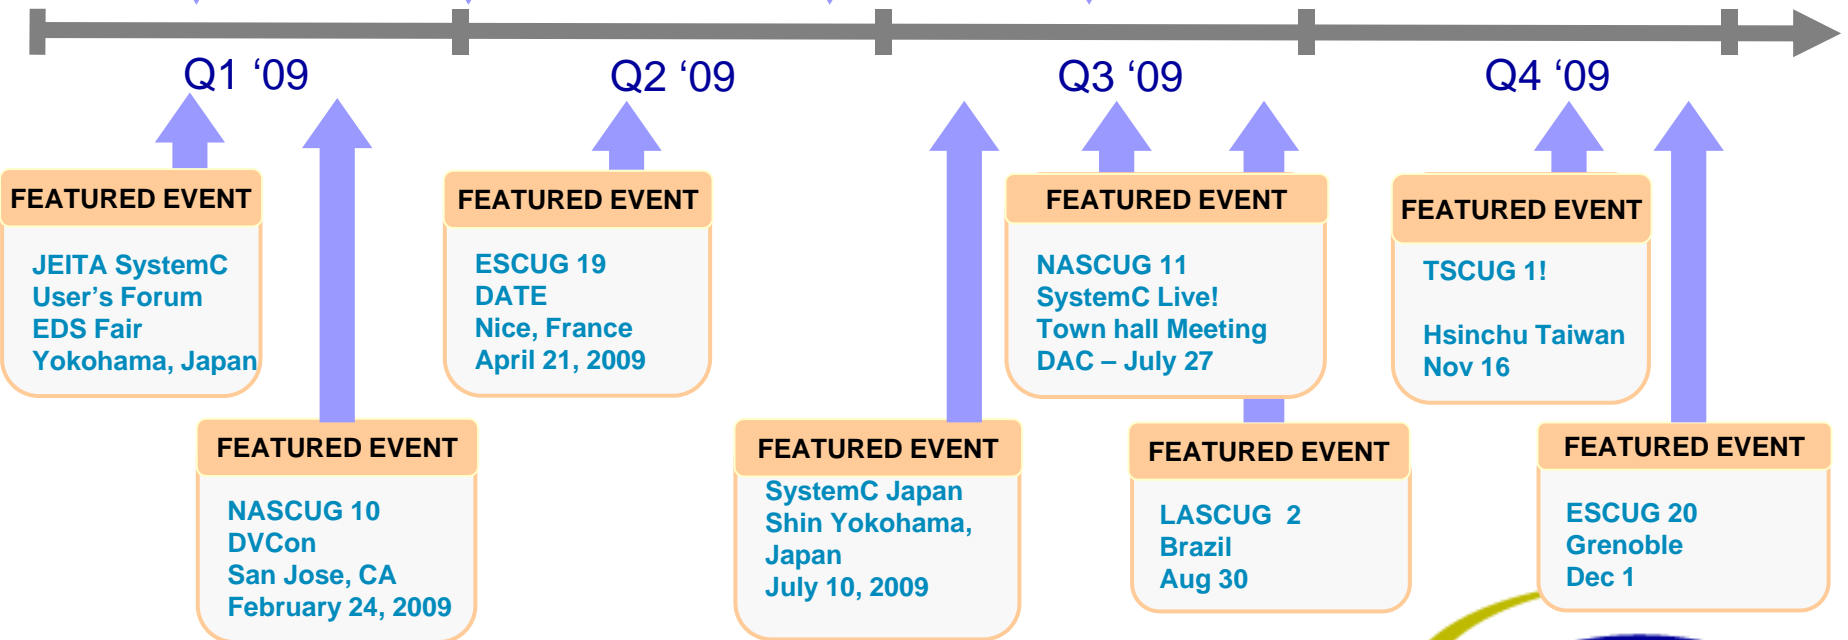 Q1 ‘09
Q2 ‘09
Q3 ‘09
Q4 ‘09
FEATURED EVENT
JEITA SystemC
User’s Forum
EDS Fair
Yokohama, Japan
FEATURED EVENT
ESCUG 19
DATE
Nice, France
April 21, 2009
FEATURED EVENT
NASCUG 11
SystemC Live!
Town hall Meeting
DAC – July 27
FEATURED EVENT
TSCUG 1!
Hsinchu Taiwan
Nov 16
FEATURED EVENT
NASCUG 10
DVCon
San Jose, CA
February 24, 2009
FEATURED EVENT
SystemC Japan
Shin Yokohama,
Japan
July 10, 2009
FEATURED EVENT
LASCUG 2
Brazil
Aug 30
FEATURED EVENT
ESCUG 20
Grenoble
Dec 1